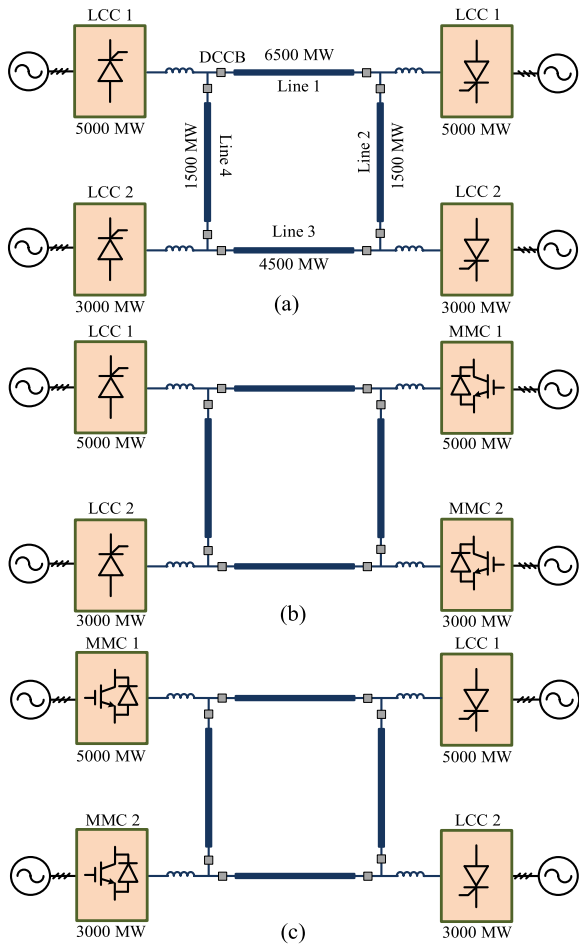 LCC 1
LCC 1
DCCB
6500 MW
Line 1
5000 MW
5000 MW
1500 MW
Line 4
Line 2
1500 MW
LCC 2
LCC 2
Line 3
4500 MW
3000 MW
3000 MW
(a)
LCC 1
MMC 1
5000 MW
5000 MW
LCC 2
MMC 2
3000 MW
3000 MW
(b)
MMC 1
LCC 1
5000 MW
5000 MW
MMC 2
LCC 2
3000 MW
3000 MW
(c)